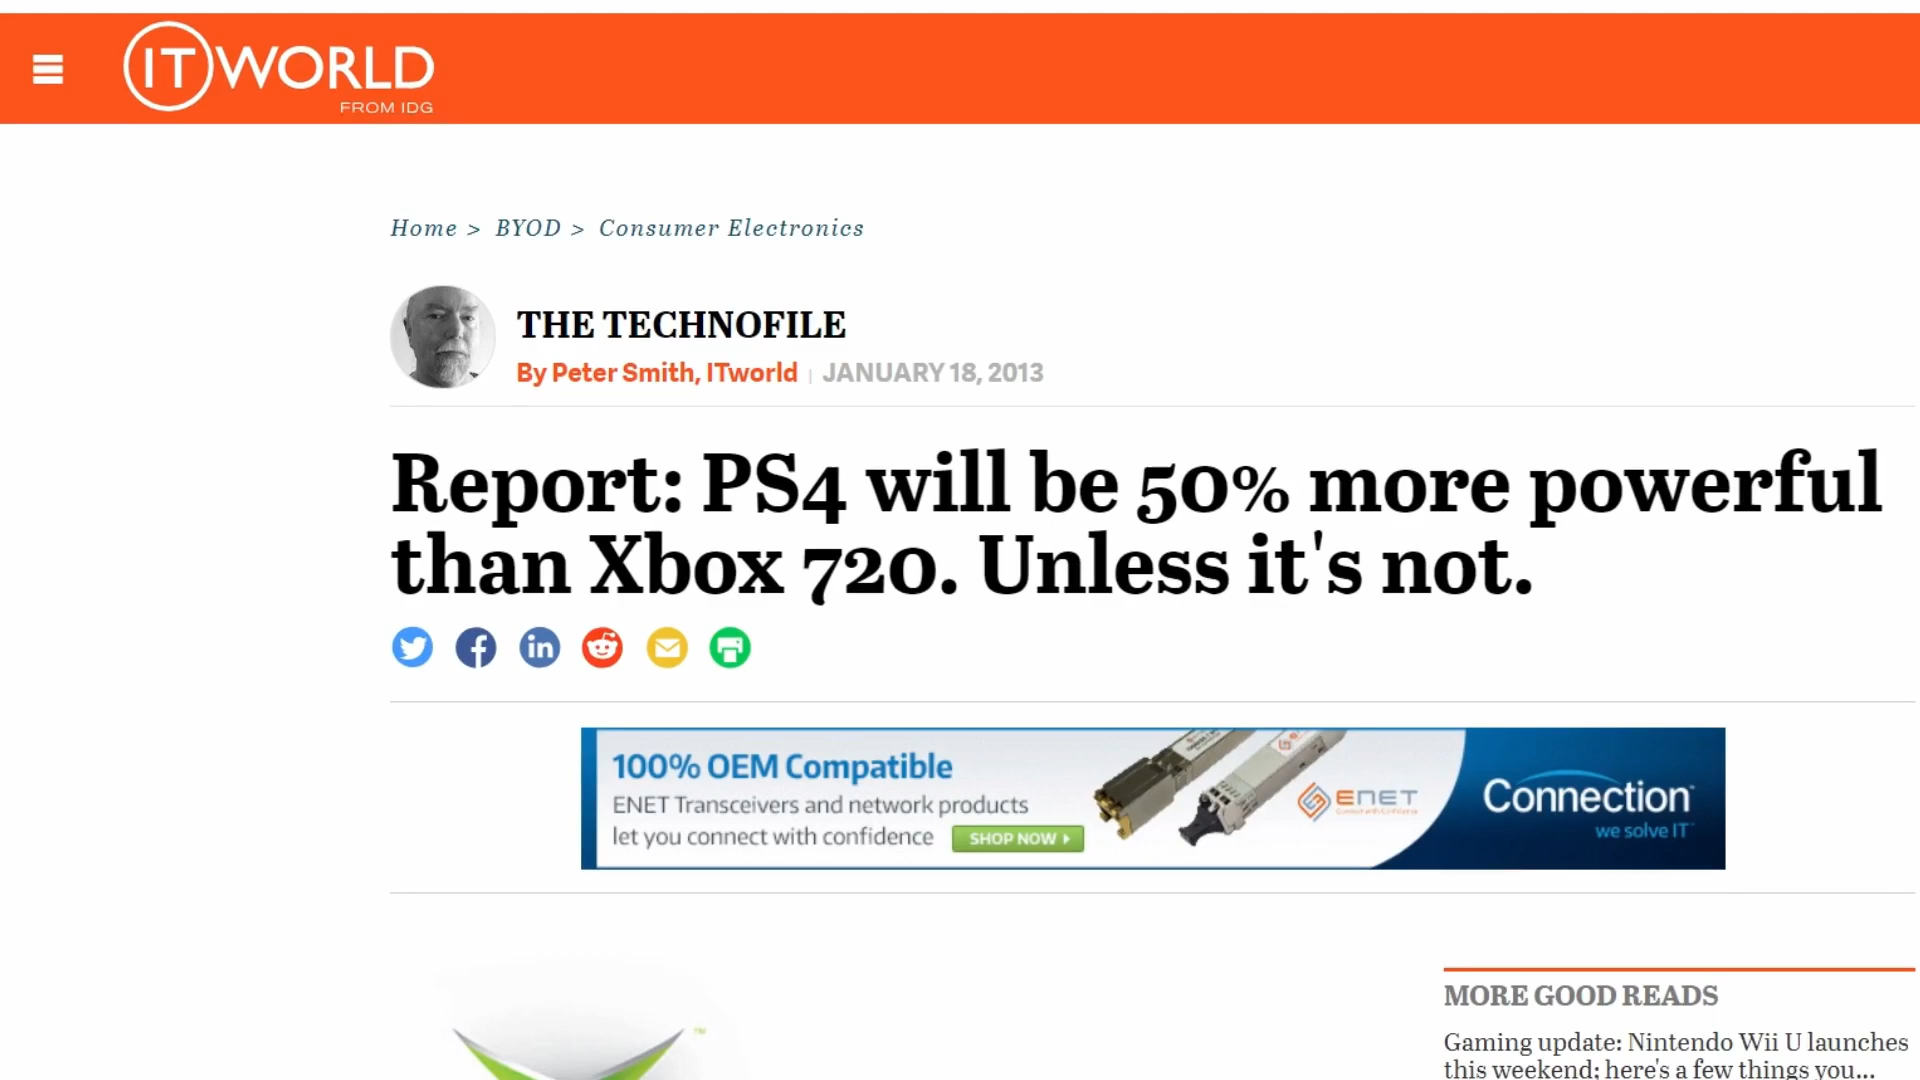 IT WORLD
FROM IDG
Home > BYOD > Consumer Electronics
THE TECHNOFILE
By Peter Smith, ITworld | JANUARY 18, 2013
Report: PS4 will be 50% more powerful
than Xbox 720. Unless it's not.
100% OEM Compatible
ENET Transceivers and network products
let you connect with confidence
SHOP NOW
ENET
Connection
we solve IT
MORE GOOD READS
Gaming update: Nintendo Wii U launches
this weekend; here's a few things you...